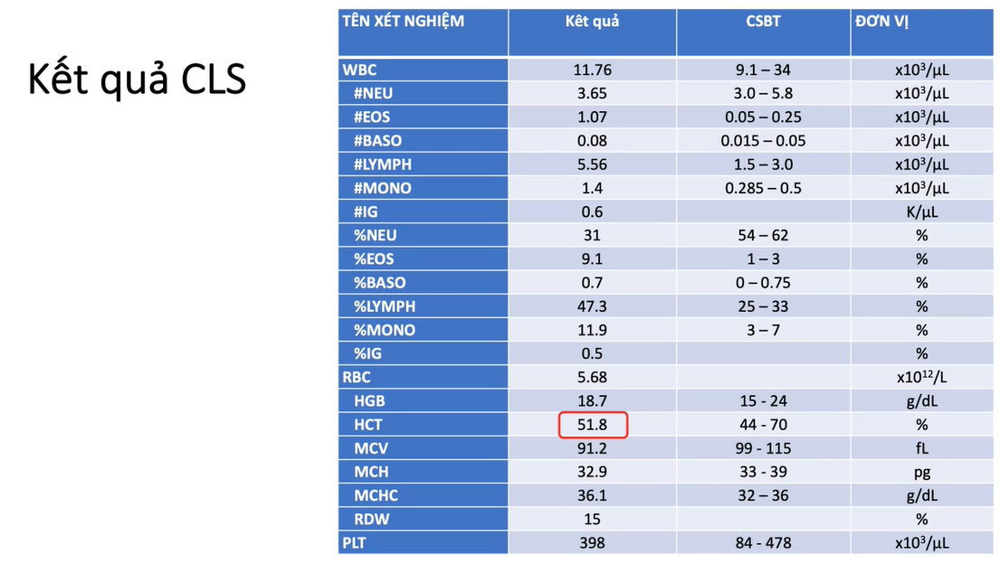 Kết quả CLS
TÊN XÉT NGHIỆM Kêt quả CSBT ĐƠN VỊ
WBC 11.76 9.1 – 34 x10³/µL
#NEU 3.65 3.0 – 5.8 x10³/µL
#EOS 1.07 0.05 – 0.25 x10³/µL
#BASO 0.08 0.015 – 0.05 x10³/µL
#LYMPH 5.56 1.5 – 3.0 x10³/µL
#MONO 1.4 0.285 – 0.5 x10³/µL
#IG 0.6 K/µL
%NEU 31 54 – 62 %
%EOS 9.1 1 – 3 %
%BASO 0.7 0 – 0.75 %
%LYMPH 47.3 25 – 33 %
%MONO 11.9 3 – 7 %
%IG 0.5 %
RBC 5.68 x10¹²/L
HGB 18.7 15 - 24 g/dL
HCT 51.8 44 - 70 %
MCV 91.2 99 - 115 fL
MCH 32.9 33 - 39 pg
MCHC 36.1 32 – 36 g/dL
RDW 15 %
PLT 398 84 - 478 x10³/µL